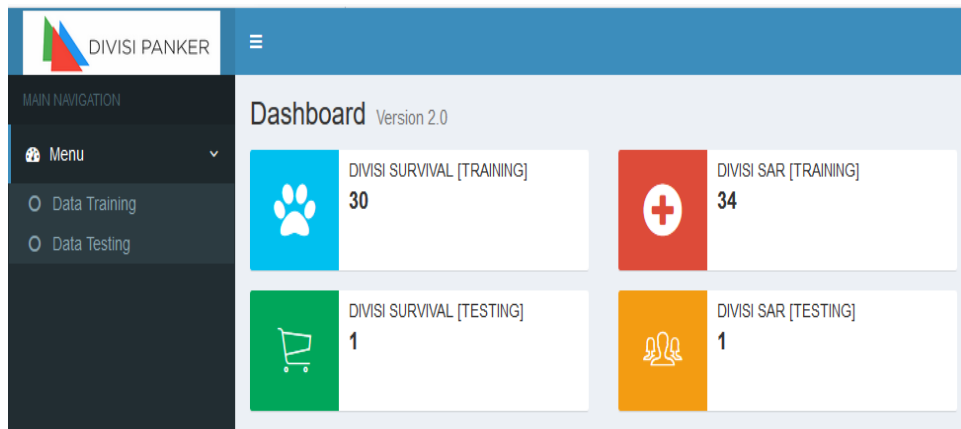 DIVISI PANKER
MAIN NAVIGATION
Menu
Data Training
Data Testing
Dashboard Version 2.0
DIVISI SURVIVAL [TRAINING]
30
DIVISI SAR [TRAINING]
34
DIVISI SURVIVAL [TESTING]
1
DIVISI SAR [TESTING]
1